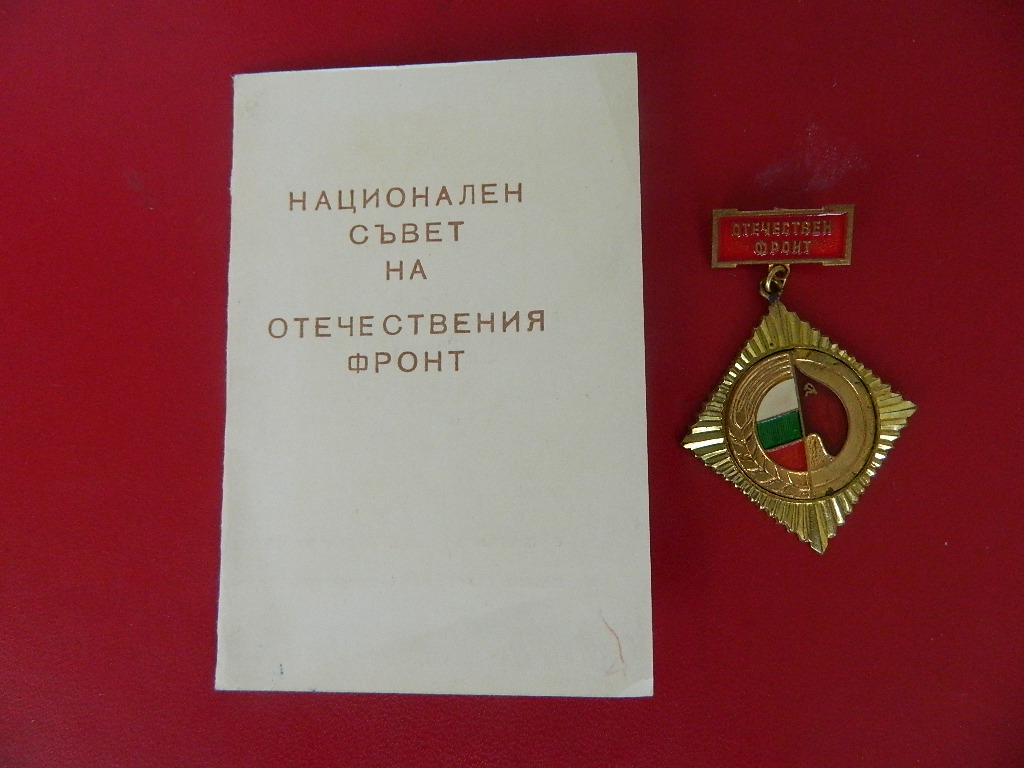 НАЦИОНАЛЕН
СЪВЕТ
НА
ОТЕЧЕСТВЕНИЯ
ФРОНТ
ОТЕЧЕСТВЕН
ФРОНТ